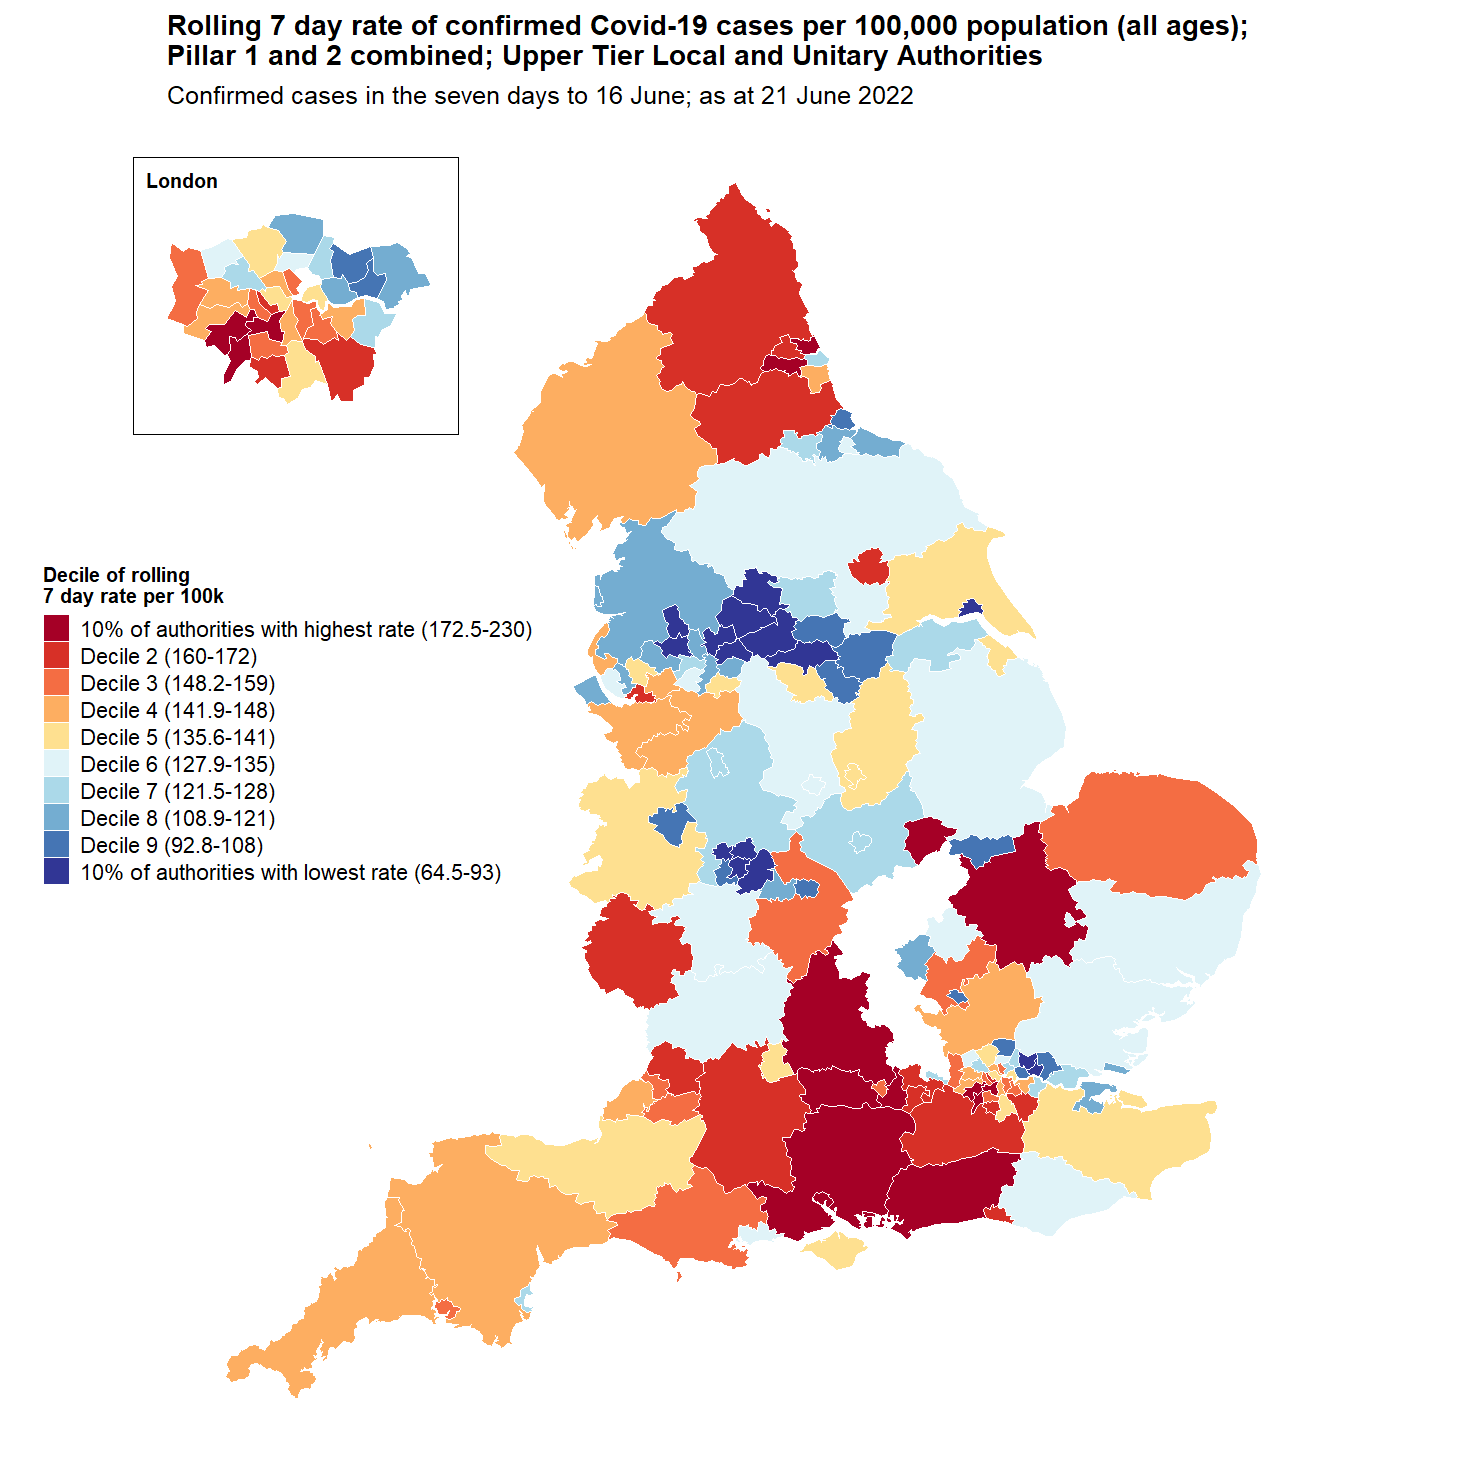 Rolling 7 day rate of confirmed Covid-19 cases per 100,000 population (all ages);
Pillar 1 and 2 combined; Upper Tier Local and Unitary Authorities
Confirmed cases in the seven days to 16 June; as at 21 June 2022
London
Decile of rolling
7 day rate per 100k
10% of authorities with highest rate (172.5-230)
Decile 2 (160-172)
Decile 3 (148.2-159)
Decile 4 (141.9-148)
Decile 5 (135.6-141)
Decile 6 (127.9-135)
Decile 7 (121.5-128)
Decile 8 (108.9-121)
Decile 9 (92.8-108)
10% of authorities with lowest rate (64.5-93)